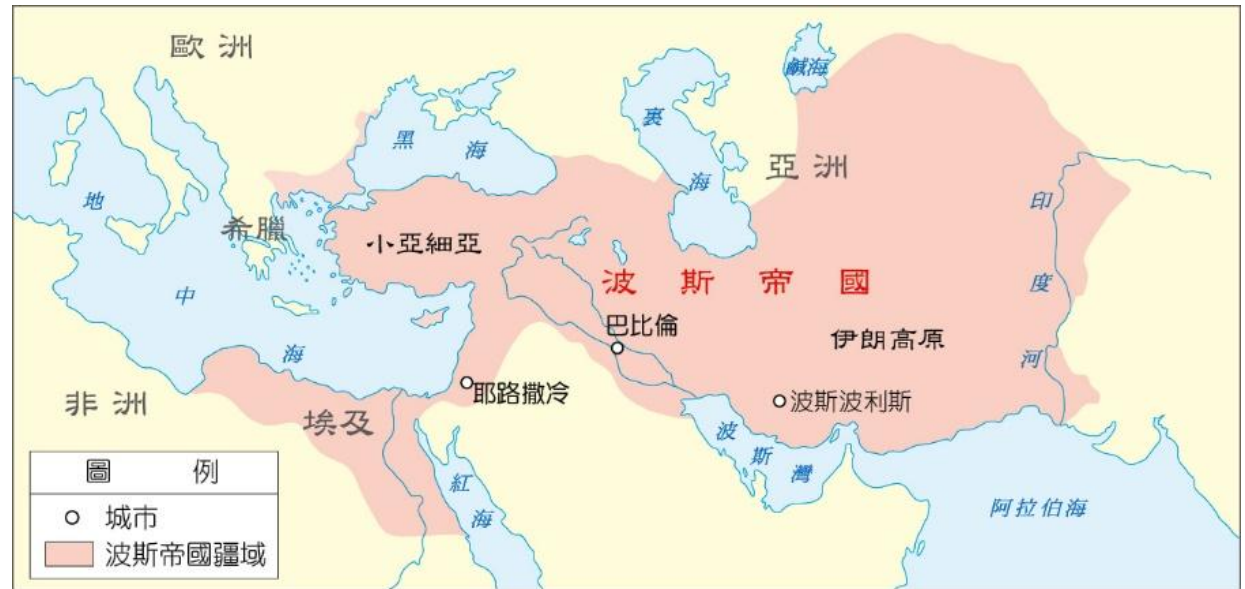 歐洲
鹹海
裏海
黑海
亞洲
地中海
希臘
小亞細亞
印度河
波斯帝國
巴比倫
伊朗高原
耶路撒冷
波斯波利斯
非洲
埃及
波斯灣
紅海
阿拉伯海
圖例
城市
波斯帝國疆域